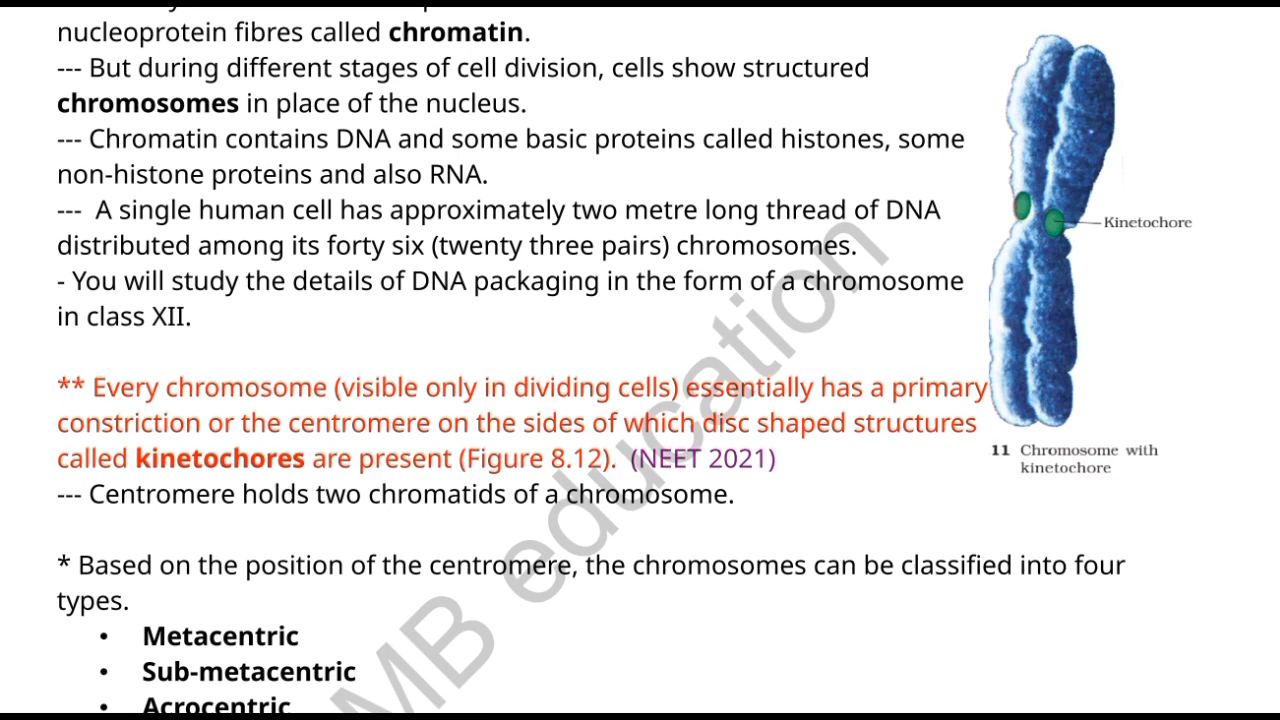 nucleoprotein fibres called chromatin.
--- But during different stages of cell division, cells show structured
chromosomes in place of the nucleus.
--- Chromatin contains DNA and some basic proteins called histones, some
non-histone proteins and also RNA.
--- A single human cell has approximately two metre long thread of DNA
distributed among its forty six (twenty three pairs) chromosomes.
- You will study the details of DNA packaging in the form of a chromosome
in class XII.
Kinetochore
** Every chromosome (visible only in dividing cells) essentially has a primary
constriction or the centromere on the sides of which disc shaped structures
called kinetochores are present (Figure 8.12). (NEET 2021)
--- Centromere holds two chromatids of a chromosome.
11 Chromosome with
kinetochore
* Based on the position of the centromere, the chromosomes can be classified into four
types.
• Metacentric
• Sub-metacentric
• Acrocentric
MB education